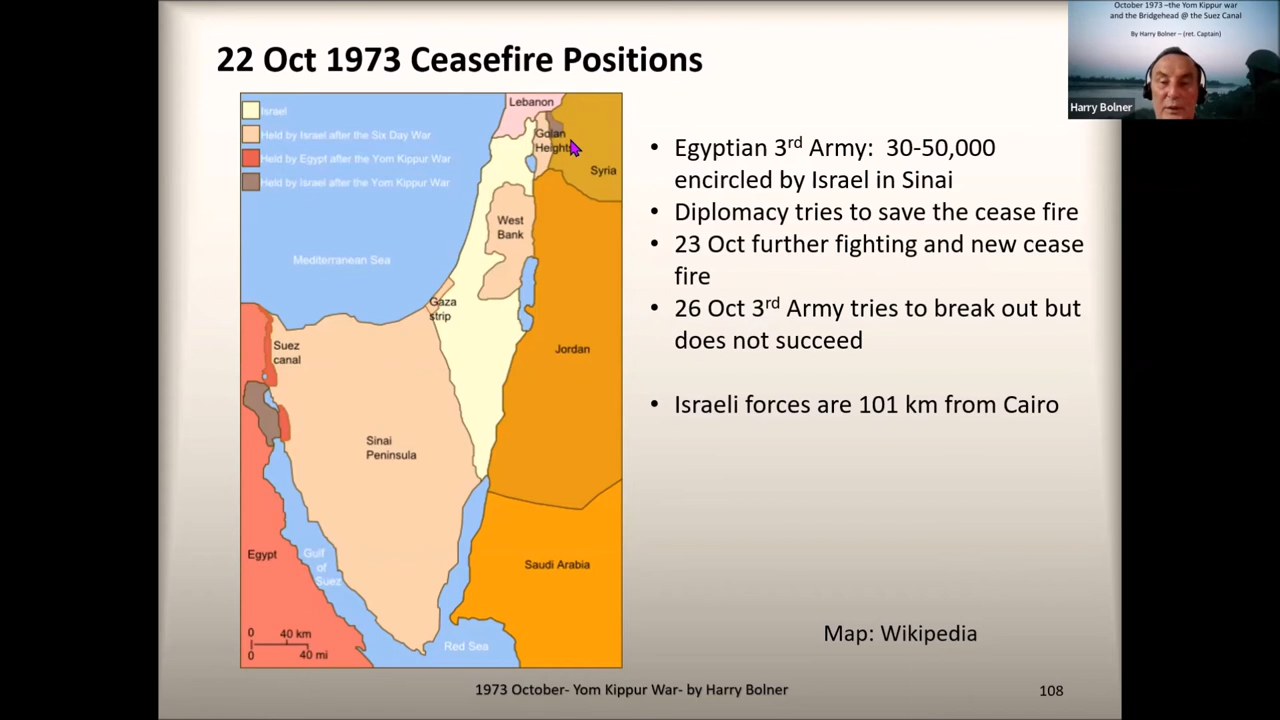 22 Oct 1973 Ceasefire Positions
October 1973 –the Yom Kippur war
and the Bridgehead @ the Suez Canal
By Harry Bolner – (ret. Captain)
Harry Bolner
Israel
Held by Israel after the Six Day War
Held by Egypt after the Yom Kippur War
Held by Israel after the Yom Kippur War
Lebanon
Golan
Heights
Syria
West
Bank
Mediterranean Sea
Gaza
strip
Suez
canal
Jordan
Sinai
Peninsula
Egypt
Gulf
of
Suez
Saudi Arabia
Red Sea
0 40 km
0 40 mi
• Egyptian 3rd Army: 30-50,000
encircled by Israel in Sinai
• Diplomacy tries to save the cease fire
• 23 Oct further fighting and new cease
fire
• 26 Oct 3rd Army tries to break out but
does not succeed
• Israeli forces are 101 km from Cairo
Map: Wikipedia
1973 October- Yom Kippur War- by Harry Bolner
108